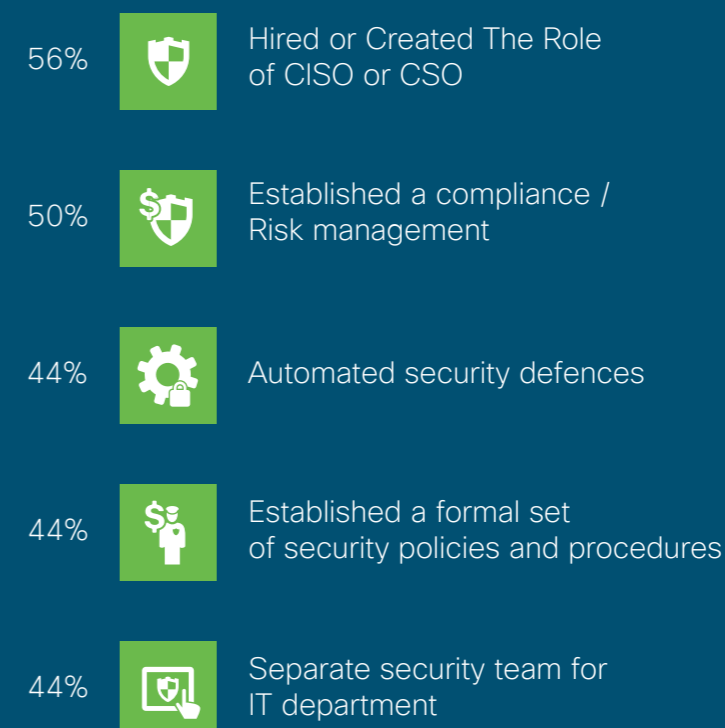 56%
Hired or Created The Role
of CISO or CSO
50%
Established a compliance /
Risk management
44%
Automated security defences
44%
Established a formal set
of security policies and procedures
44%
Separate security team for
IT department